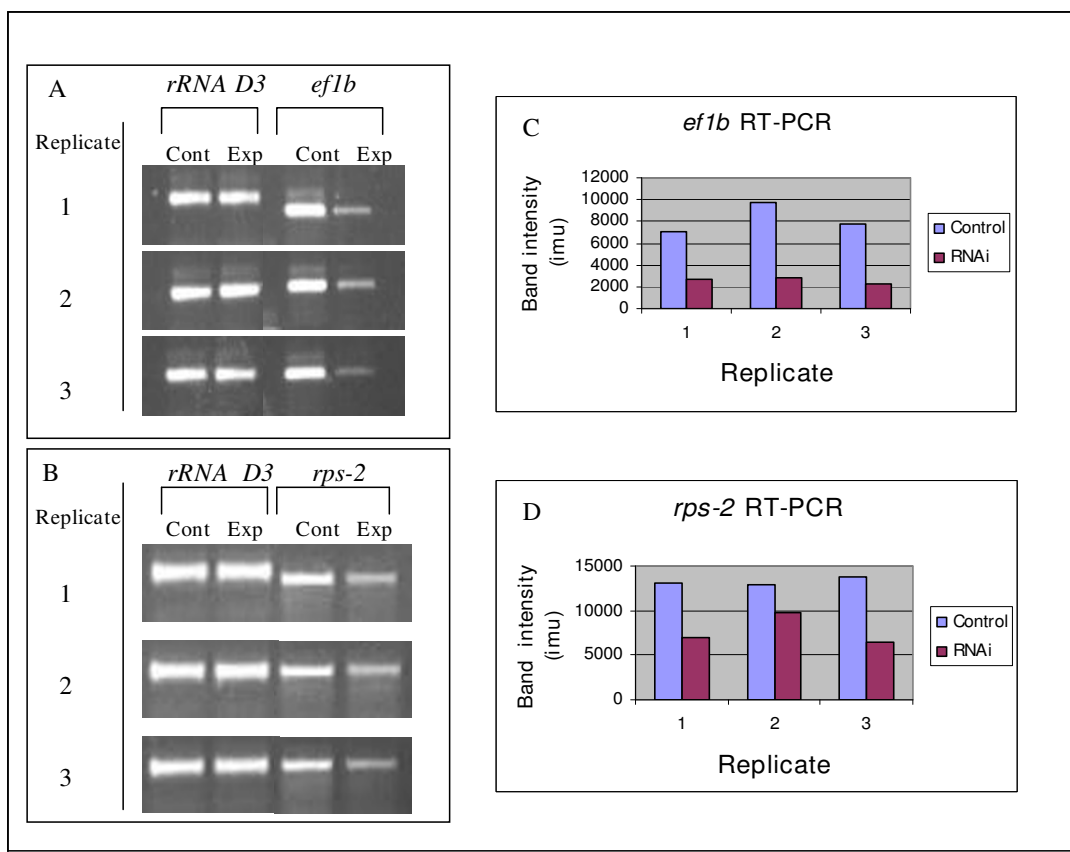 A
rRNA D3 ef1b
Replicate
Cont Exp Cont Exp
1
2
3
B
rRNA D3 rps-2
Replicate
Cont Exp Cont Exp
1
2
3
C
ef1b RT-PCR
Band intensity
(imu)
12000
10000
8000
6000
4000
2000
0
1 2 3
Replicate
Control
RNAi
D
rps-2 RT-PCR
Band intensity
(imu)
15000
10000
5000
0
1 2 3
Replicate
Control
RNAi